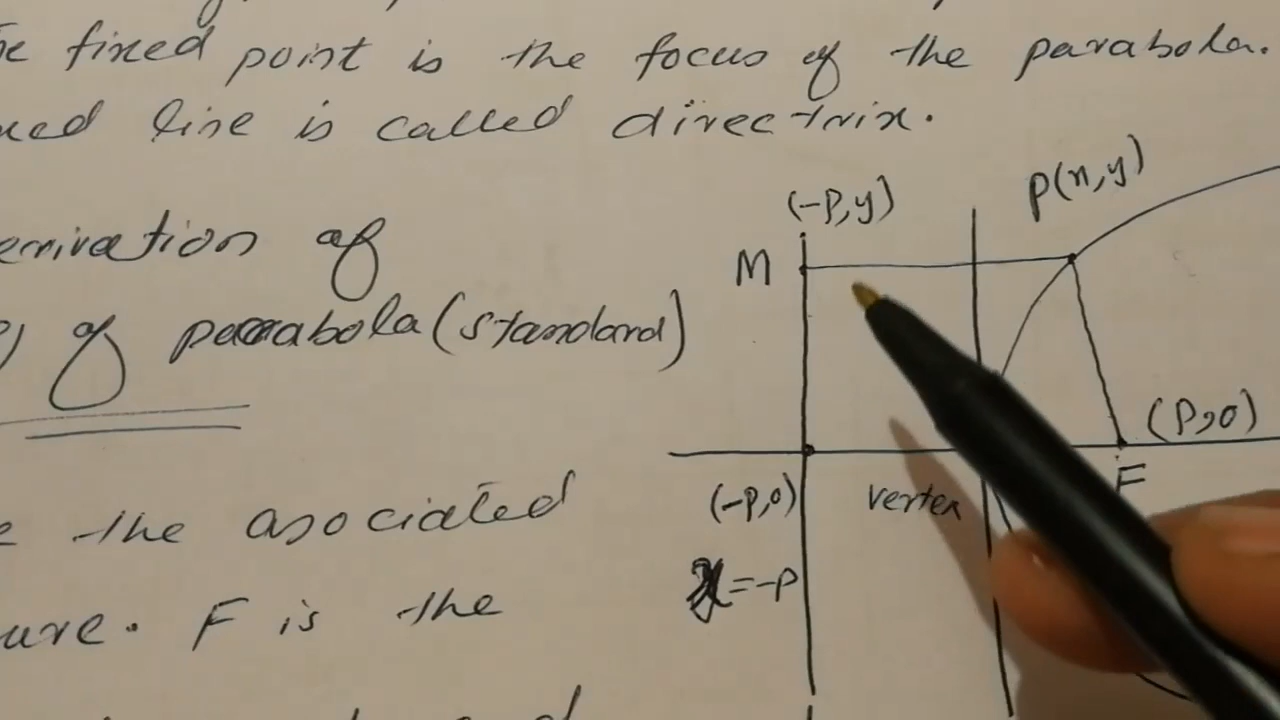 fixed point is the focus of the parabola.
line is called directrix.
of
of parabola (standard)
the asociated
F is the
(-P,y)
P(x,y)
M
(P,0)
F
(-P,0)
vertex
x=-P